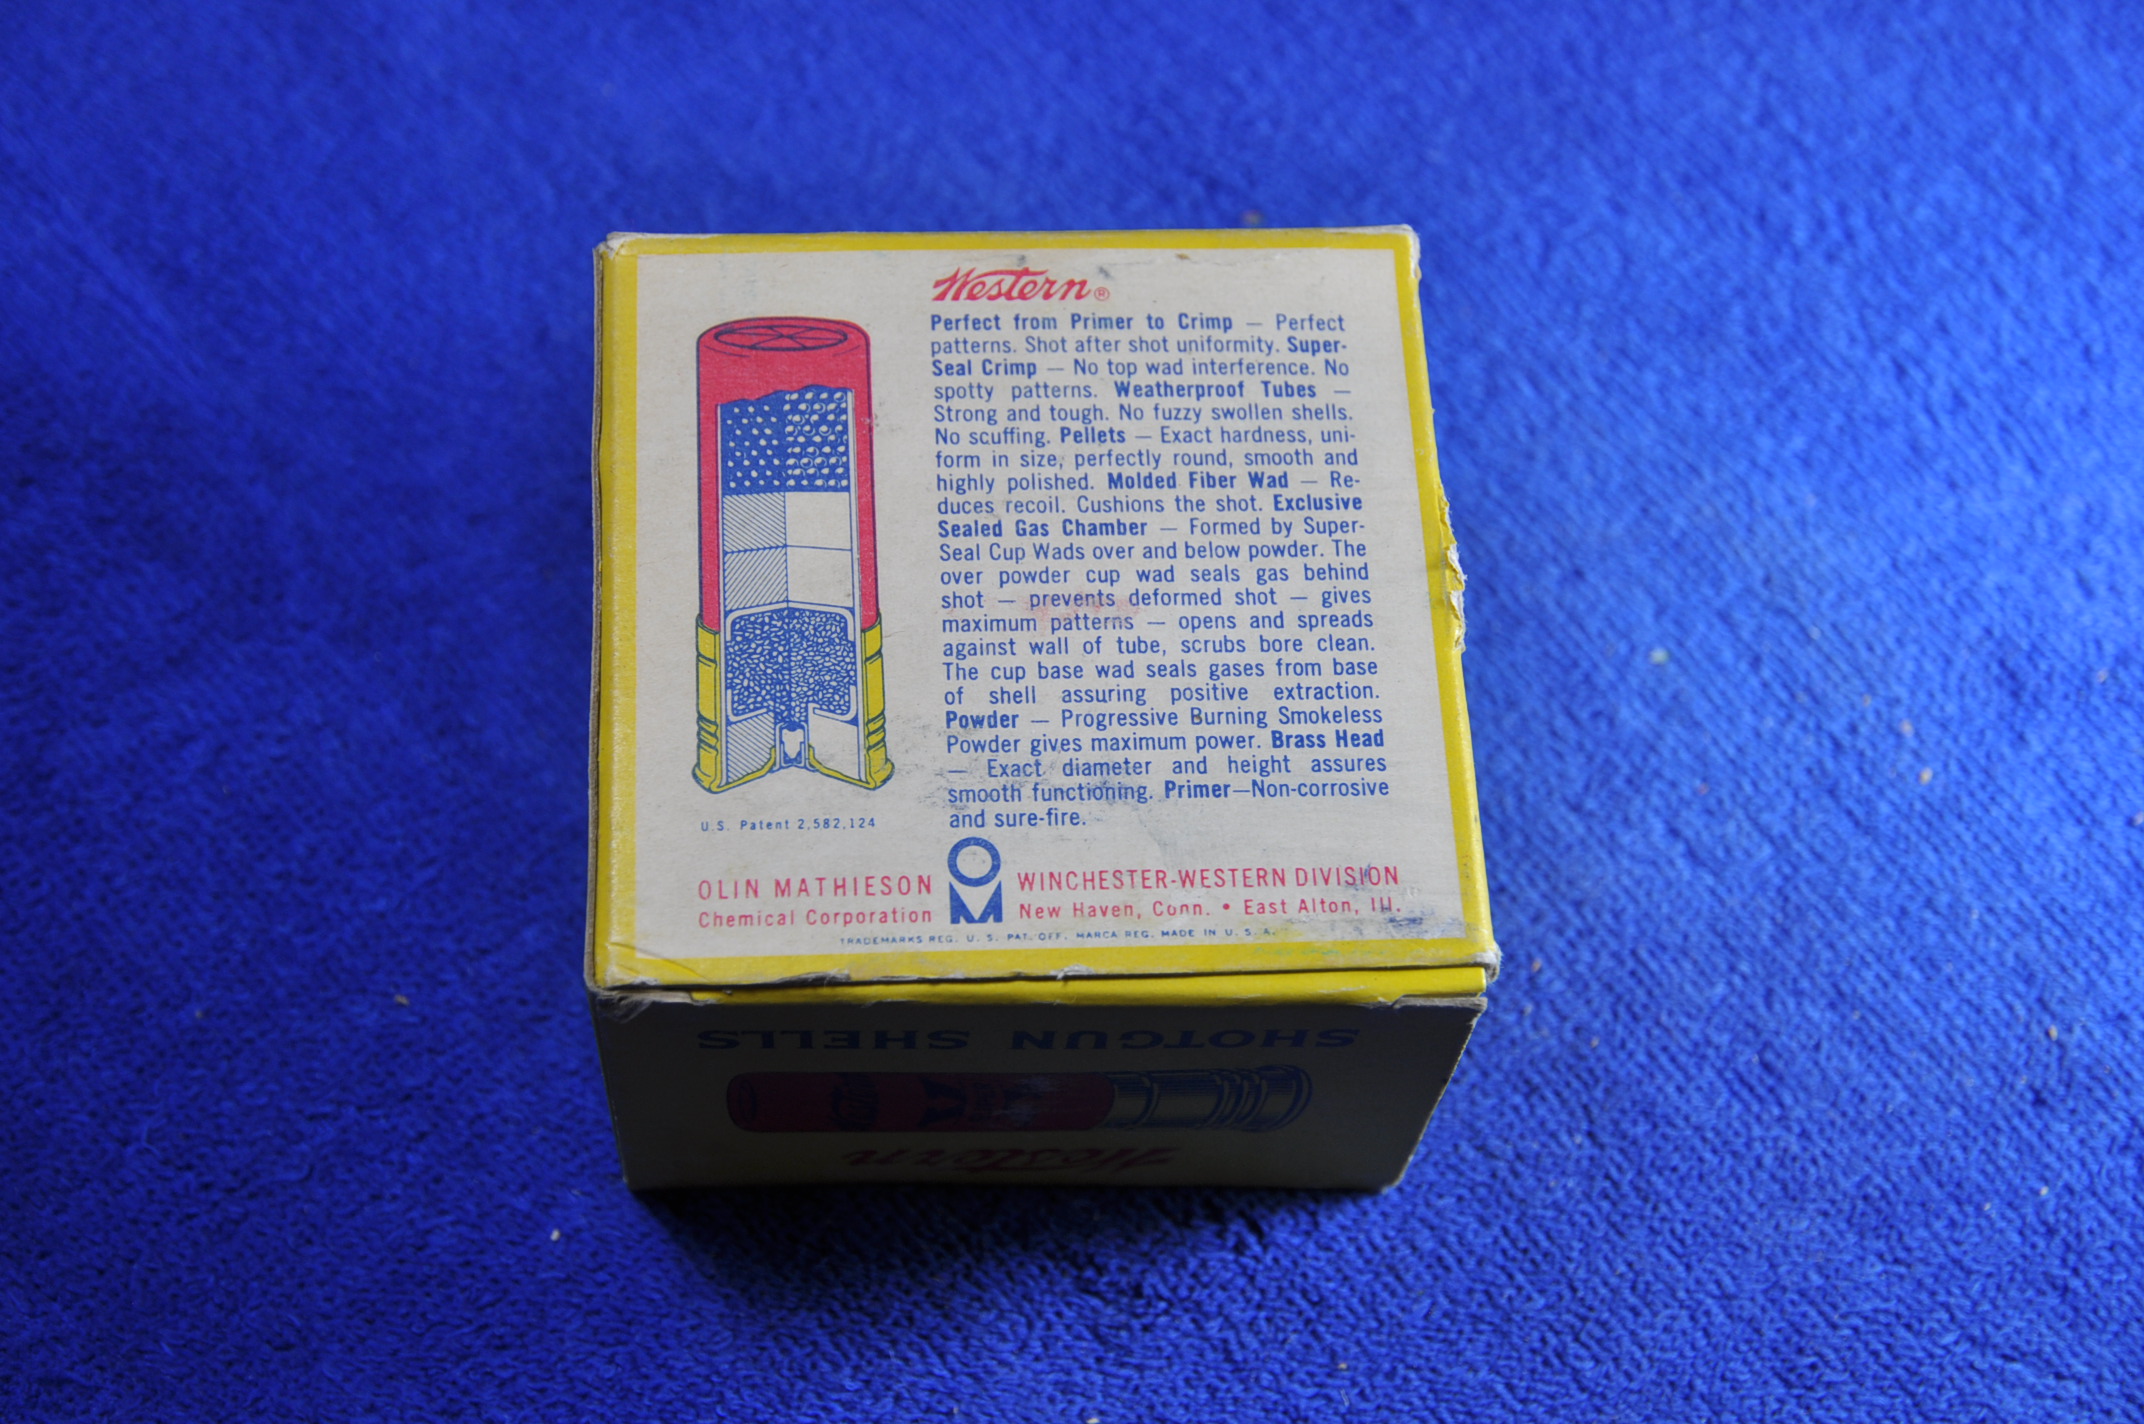 Western®
Perfect from Primer to Crimp — Perfect
patterns. Shot after shot uniformity. Super-
Seal Crimp — No top wad interference. No
spotty patterns. Weatherproof Tubes —
Strong and tough. No fuzzy swollen shells.
No scuffing. Pellets — Exact hardness, uni-
form in size, perfectly round, smooth and
highly polished. Molded Fiber Wad — Re-
duces recoil. Cushions the shot. Exclusive
Sealed Gas Chamber — Formed by Super-
Seal Cup Wads over and below powder. The
over powder cup wad seals gas behind
shot — prevents deformed shot — gives
maximum patterns — opens and spreads
against wall of tube, scrubs bore clean.
The cup base wad seals gases from base
of shell assuring positive extraction.
Powder — Progressive Burning Smokeless
Powder gives maximum power. Brass Head
— Exact diameter and height assures
smooth functioning. Primer—Non-corrosive
and sure-fire.
U.S. Patent 2,582,124
OLIN MATHIESON
Chemical Corporation
OM
WINCHESTER-WESTERN DIVISION
New Haven, Conn. • East Alton, Ill.
TRADEMARKS REG. U. S. PAT. OFF. MARCA REG. MADE IN U. S. A.
SHOTGUN SHELLS
Western